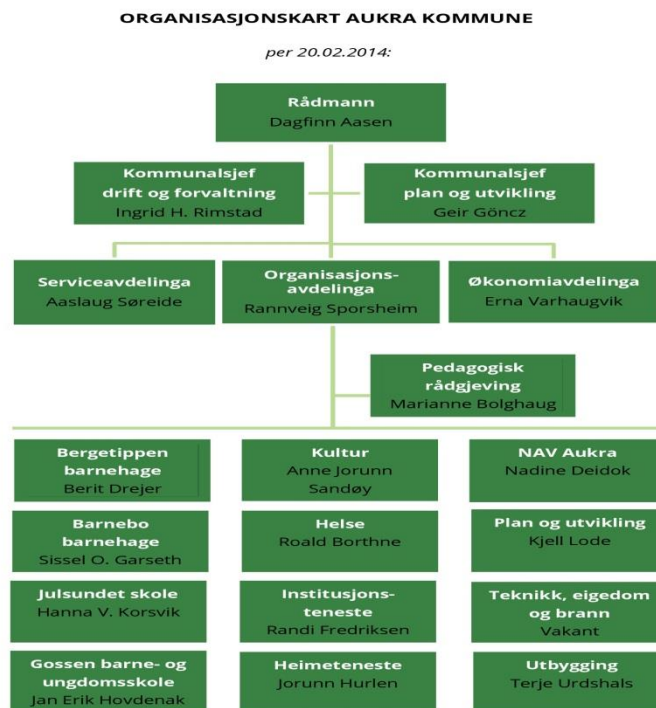 ORGANISASJONSKART AUKRA KOMMUNE
per 20.02.2014:
Rådmann
Dagfinn Aasen
Kommunalsjef
drift og forvaltning
Ingrid H. Rimstad
Kommunalsjef
plan og utvikling
Geir Göncz
Serviceavdelinga
Aaslaug Søreide
Organisasjons-
avdelinga
Rannveig Sporsheim
Økonomiavdelinga
Erna Varhaugvik
Pedagogisk
rådgjeving
Marianne Bolghaug
Bergetippen
barnehage
Berit Drejer
Kultur
Anne Jorunn
Sandøy
NAV Aukra
Nadine Deidok
Barnebo
barnehage
Sissel O. Garseth
Helse
Roald Borthne
Plan og utvikling
Kjell Lode
Julsundet skole
Hanna V. Korsvik
Institusjons-
teneste
Randi Fredriksen
Teknikk, eigedom
og brann
Vakant
Gossen barne- og
ungdomsskole
Jan Erik Hovdenak
Heimeteneste
Jorunn Hurlen
Utbygging
Terje Urdshals